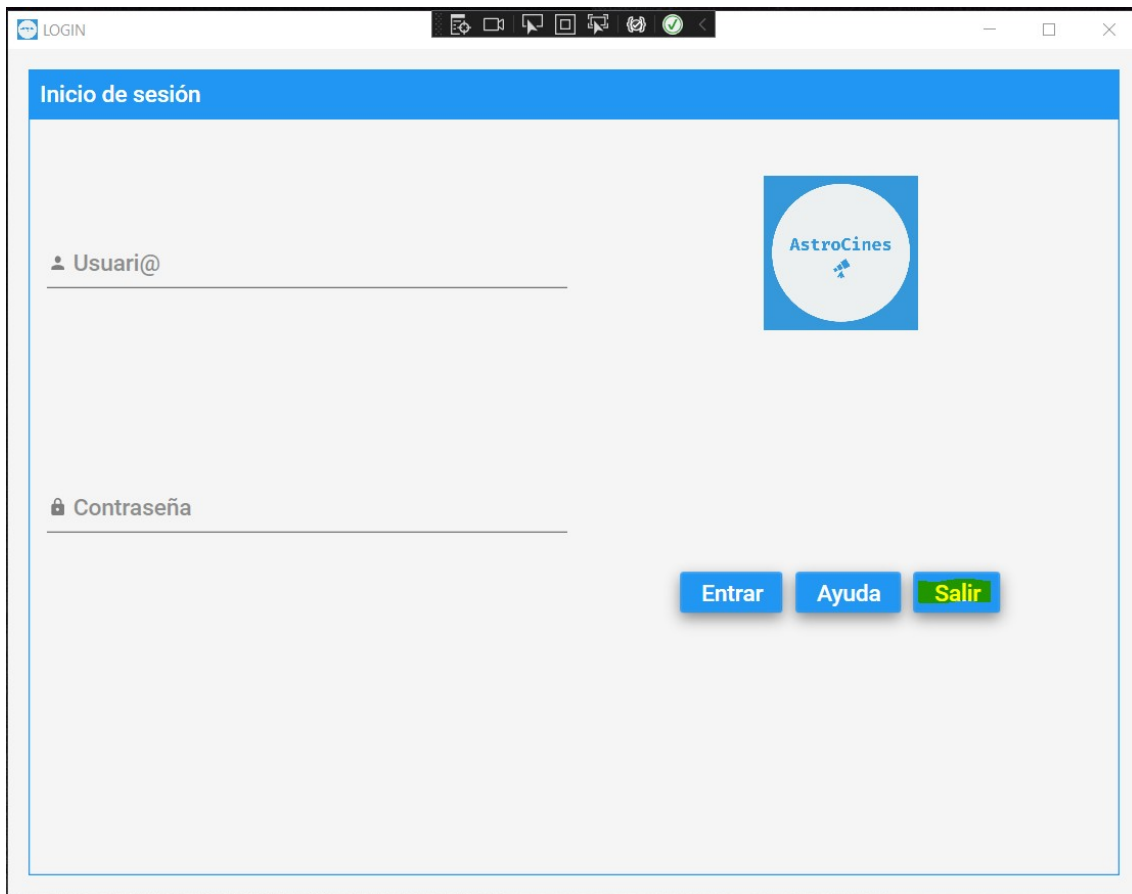 LOGIN
Inicio de sesión
Usuari@
AstroCines
Contraseña
Entrar Ayuda Salir